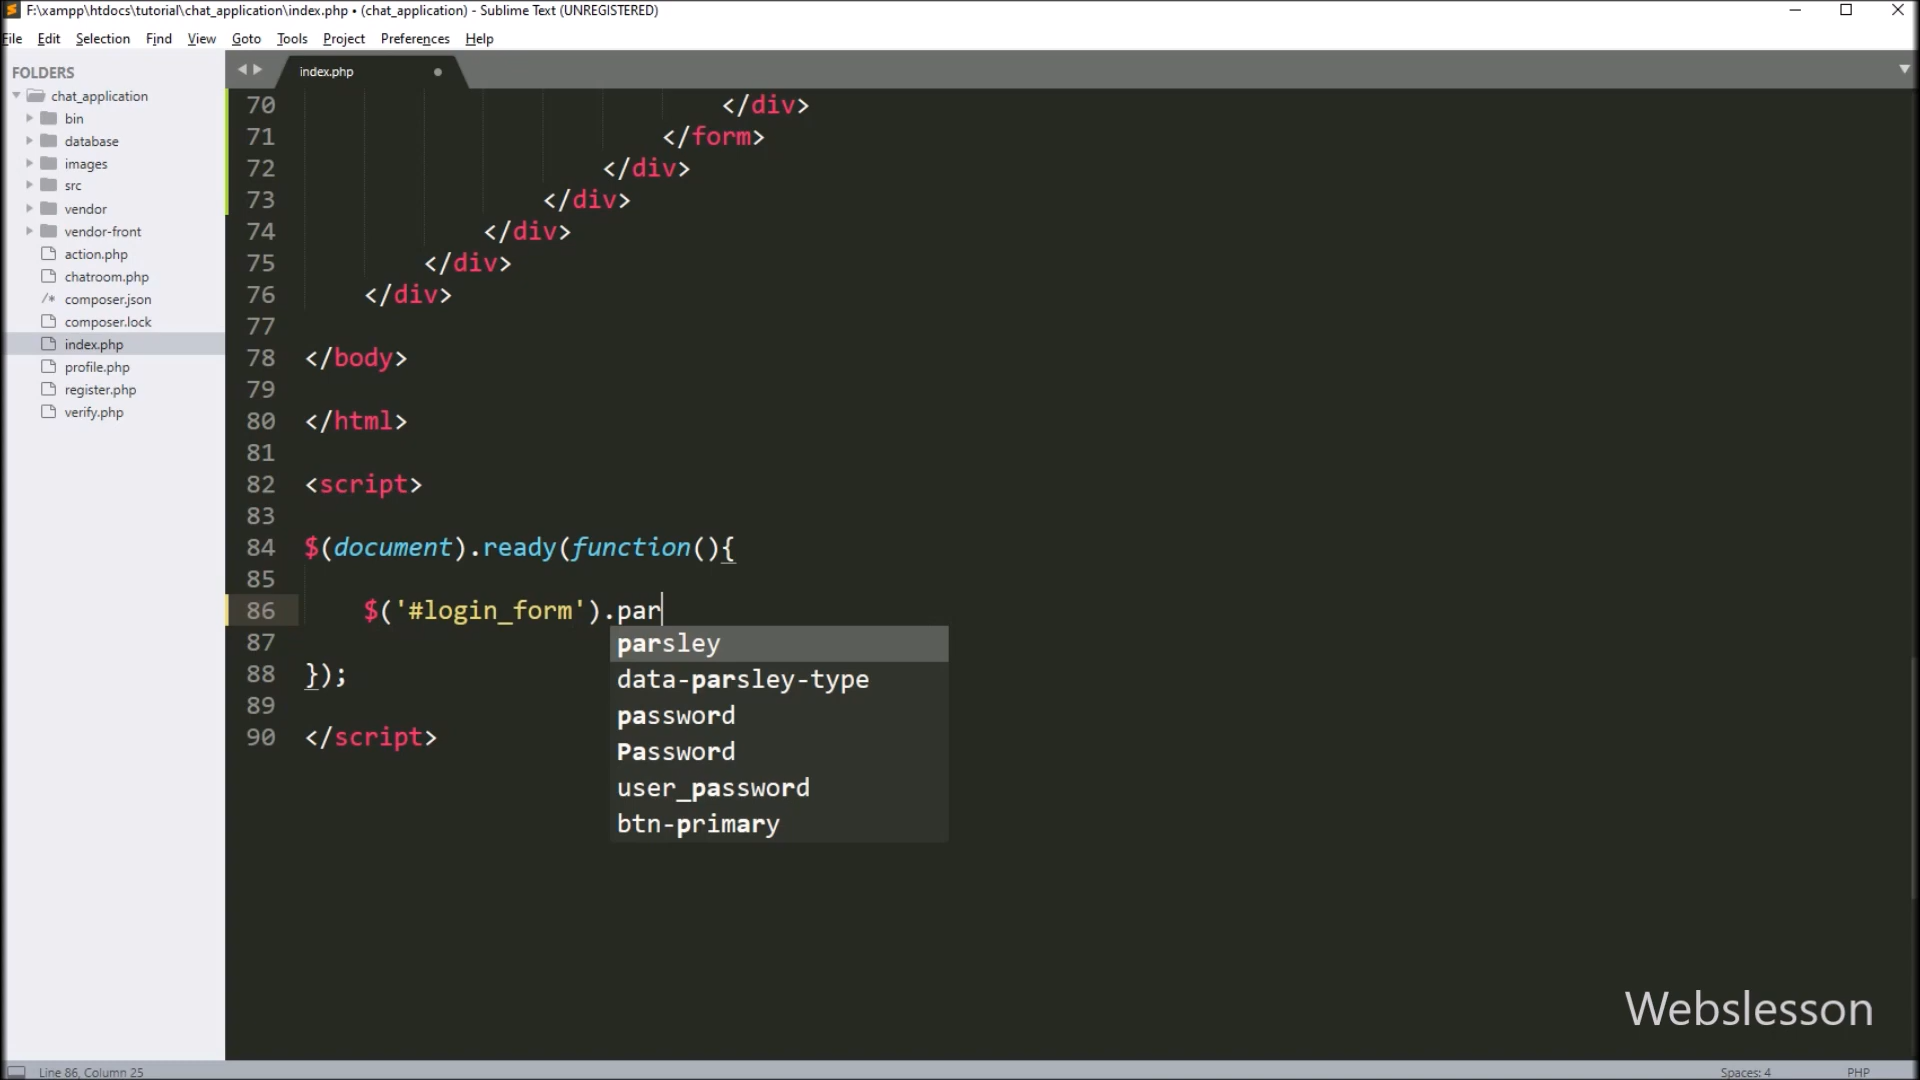 F:\xampp\htdocs\tutorial\chat_application\index.php • (chat_application) - Sublime Text (UNREGISTERED)
File Edit Selection Find View Goto Tools Project Preferences Help
FOLDERS
chat_application
bin
database
images
src
vendor
vendor-front
action.php
chatroom.php
/* composer.json
composer.lock
index.php
profile.php
register.php
verify.php
index.php
70 </div>
71 </form>
72 </div>
73 </div>
74 </div>
75 </div>
76 </div>
77
78 </body>
79
80 </html>
81
82 <script>
83
84 $(document).ready(function(){
85
86 $('#login_form').par
87
88 });
89
90 </script>
parsley
data-parsley-type
password
Password
user_password
btn-primary
Webslesson
Line 86, Column 25 Spaces: 4 PHP